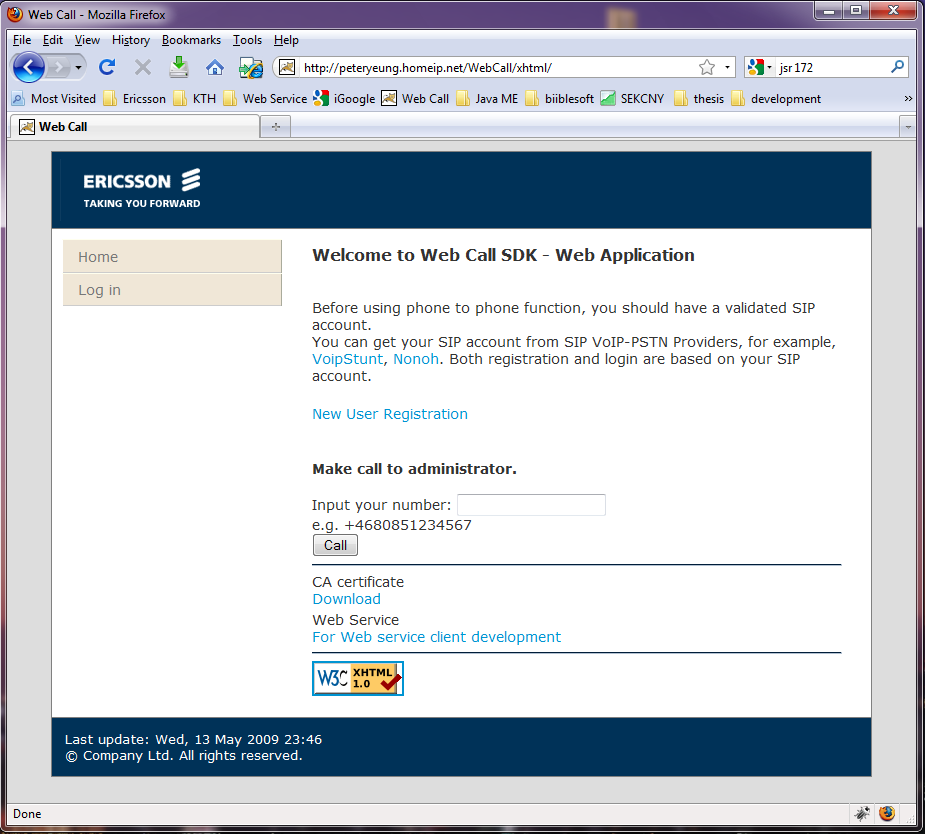 Web Call - Mozilla Firefox
File Edit View History Bookmarks Tools Help
http://peteryeung.homeip.net/WebCall/xhtml/ jsr172
Most Visited Ericsson KTH Web Service iGoogle Web Call Java ME biiblesoft SEKCNY thesis development »
Web Call
ERICSSON
TAKING YOU FORWARD
Home
Log in
Welcome to Web Call SDK - Web Application
Before using phone to phone function, you should have a validated SIP
account.
You can get your SIP account from SIP VoIP-PSTN Providers, for example,
VoipStunt, Nonoh. Both registration and login are based on your SIP
account.
New User Registration
Make call to administrator.
Input your number:
e.g. +4680851234567
Call
CA certificate
Download
Web Service
For Web service client development
W3C XHTML
1.0
Last update: Wed, 13 May 2009 23:46
© Company Ltd. All rights reserved.
Done